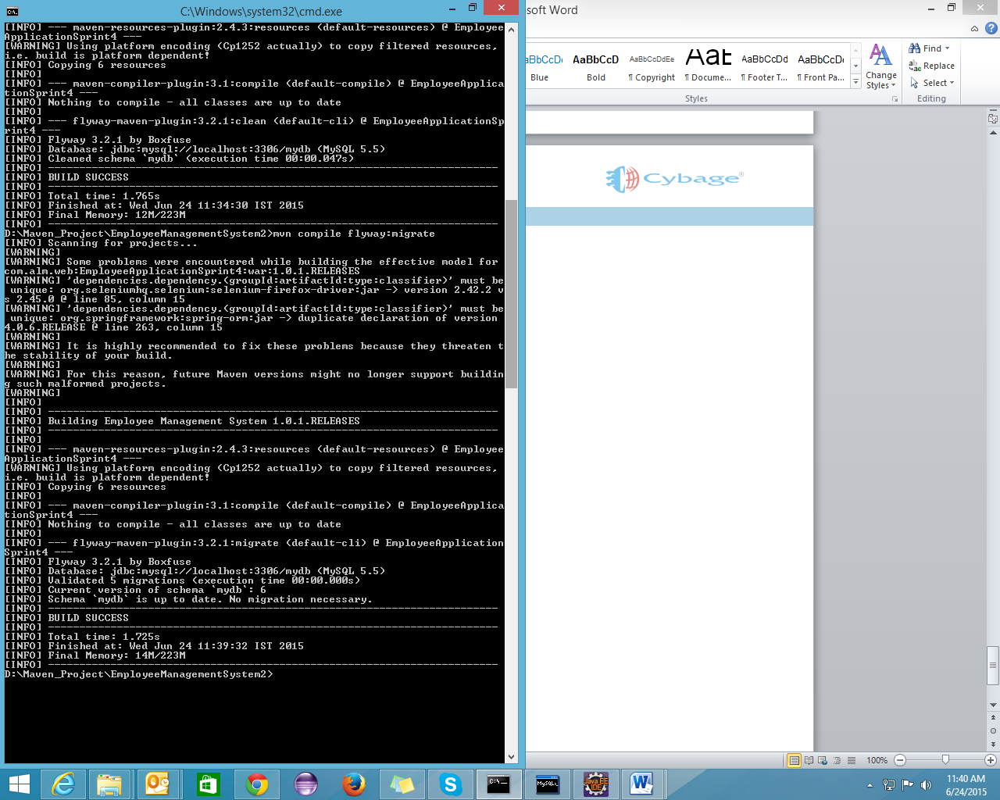 C:\Windows\system32\cmd.exe
[INFO] --- maven-resources-plugin:2.4.3:resources (default-resources) @ Employee
ApplicationSprint4 ---
[WARNING] Using platform encoding (Cp1252 actually) to copy filtered resources,
i.e. build is platform dependent!
[INFO] Copying 6 resources
[INFO]
[INFO] --- maven-compiler-plugin:3.1:compile (default-compile) @ EmployeeApplica
tionSprint4 ---
[INFO] Nothing to compile - all classes are up to date
[INFO]
[INFO] --- flyway-maven-plugin:3.2.1:clean (default-cli) @ EmployeeApplicationSp
rint4 ---
[INFO] Flyway 3.2.1 by Boxfuse
[INFO] Database: jdbc:mysql://localhost:3306/mydb (MySQL 5.5)
[INFO] Cleaned schema `mydb` (execution time 00:00.047s)
[INFO] ------------------------------------------------------------------------
[INFO] BUILD SUCCESS
[INFO] ------------------------------------------------------------------------
[INFO] Total time: 1.765s
[INFO] Finished at: Wed Jun 24 11:34:30 IST 2015
[INFO] Final Memory: 12M/223M
[INFO] ------------------------------------------------------------------------
D:\Maven_Project\EmployeeManagementSystem2>mvn compile flyway:migrate
[INFO] Scanning for projects...
[WARNING]
[WARNING] Some problems were encountered while building the effective model for
com.alm.web:EmployeeApplicationSprint4:war:1.0.1.RELEASES
[WARNING] 'dependencies.dependency.(groupId:artifactId:type:classifier)' must be
 unique: org.seleniumhq.selenium:selenium-firefox-driver:jar -> version 2.42.2 v
s 2.45.0 @ line 85, column 15
[WARNING] 'dependencies.dependency.(groupId:artifactId:type:classifier)' must be
 unique: org.springframework:spring-orm:jar -> duplicate declaration of version
4.0.6.RELEASE @ line 263, column 15
[WARNING]
[WARNING] It is highly recommended to fix these problems because they threaten t
he stability of your build.
[WARNING]
[WARNING] For this reason, future Maven versions might no longer support buildin
g such malformed projects.
[WARNING]
[INFO]
[INFO] ------------------------------------------------------------------------
[INFO] Building Employee Management System 1.0.1.RELEASES
[INFO] ------------------------------------------------------------------------
[INFO]
[INFO] --- maven-resources-plugin:2.4.3:resources (default-resources) @ Employee
ApplicationSprint4 ---
[WARNING] Using platform encoding (Cp1252 actually) to copy filtered resources,
i.e. build is platform dependent!
[INFO] Copying 6 resources
[INFO]
[INFO] --- maven-compiler-plugin:3.1:compile (default-compile) @ EmployeeApplica
tionSprint4 ---
[INFO] Nothing to compile - all classes are up to date
[INFO]
[INFO] --- flyway-maven-plugin:3.2.1:migrate (default-cli) @ EmployeeApplication
Sprint4 ---
[INFO] Flyway 3.2.1 by Boxfuse
[INFO] Database: jdbc:mysql://localhost:3306/mydb (MySQL 5.5)
[INFO] Validated 5 migrations (execution time 00:00.000s)
[INFO] Current version of schema `mydb`: 6
[INFO] Schema `mydb` is up to date. No migration necessary.
[INFO] ------------------------------------------------------------------------
[INFO] BUILD SUCCESS
[INFO] ------------------------------------------------------------------------
[INFO] Total time: 1.725s
[INFO] Finished at: Wed Jun 24 11:39:32 IST 2015
[INFO] Final Memory: 14M/223M
[INFO] ------------------------------------------------------------------------
D:\Maven_Project\EmployeeManagementSystem2>
soft Word
aBbCcDc AaBbCcD AaBbCcDdEe AaB AaBbCcDd AaBbCcDc
Blue Bold ¶ Copyright ¶ Docume... ¶ Footer T... ¶ Front Pa...
Change
Styles
Styles
Find
Replace
Select
Editing
Cybage®
100%
11:40 AM
6/24/2015